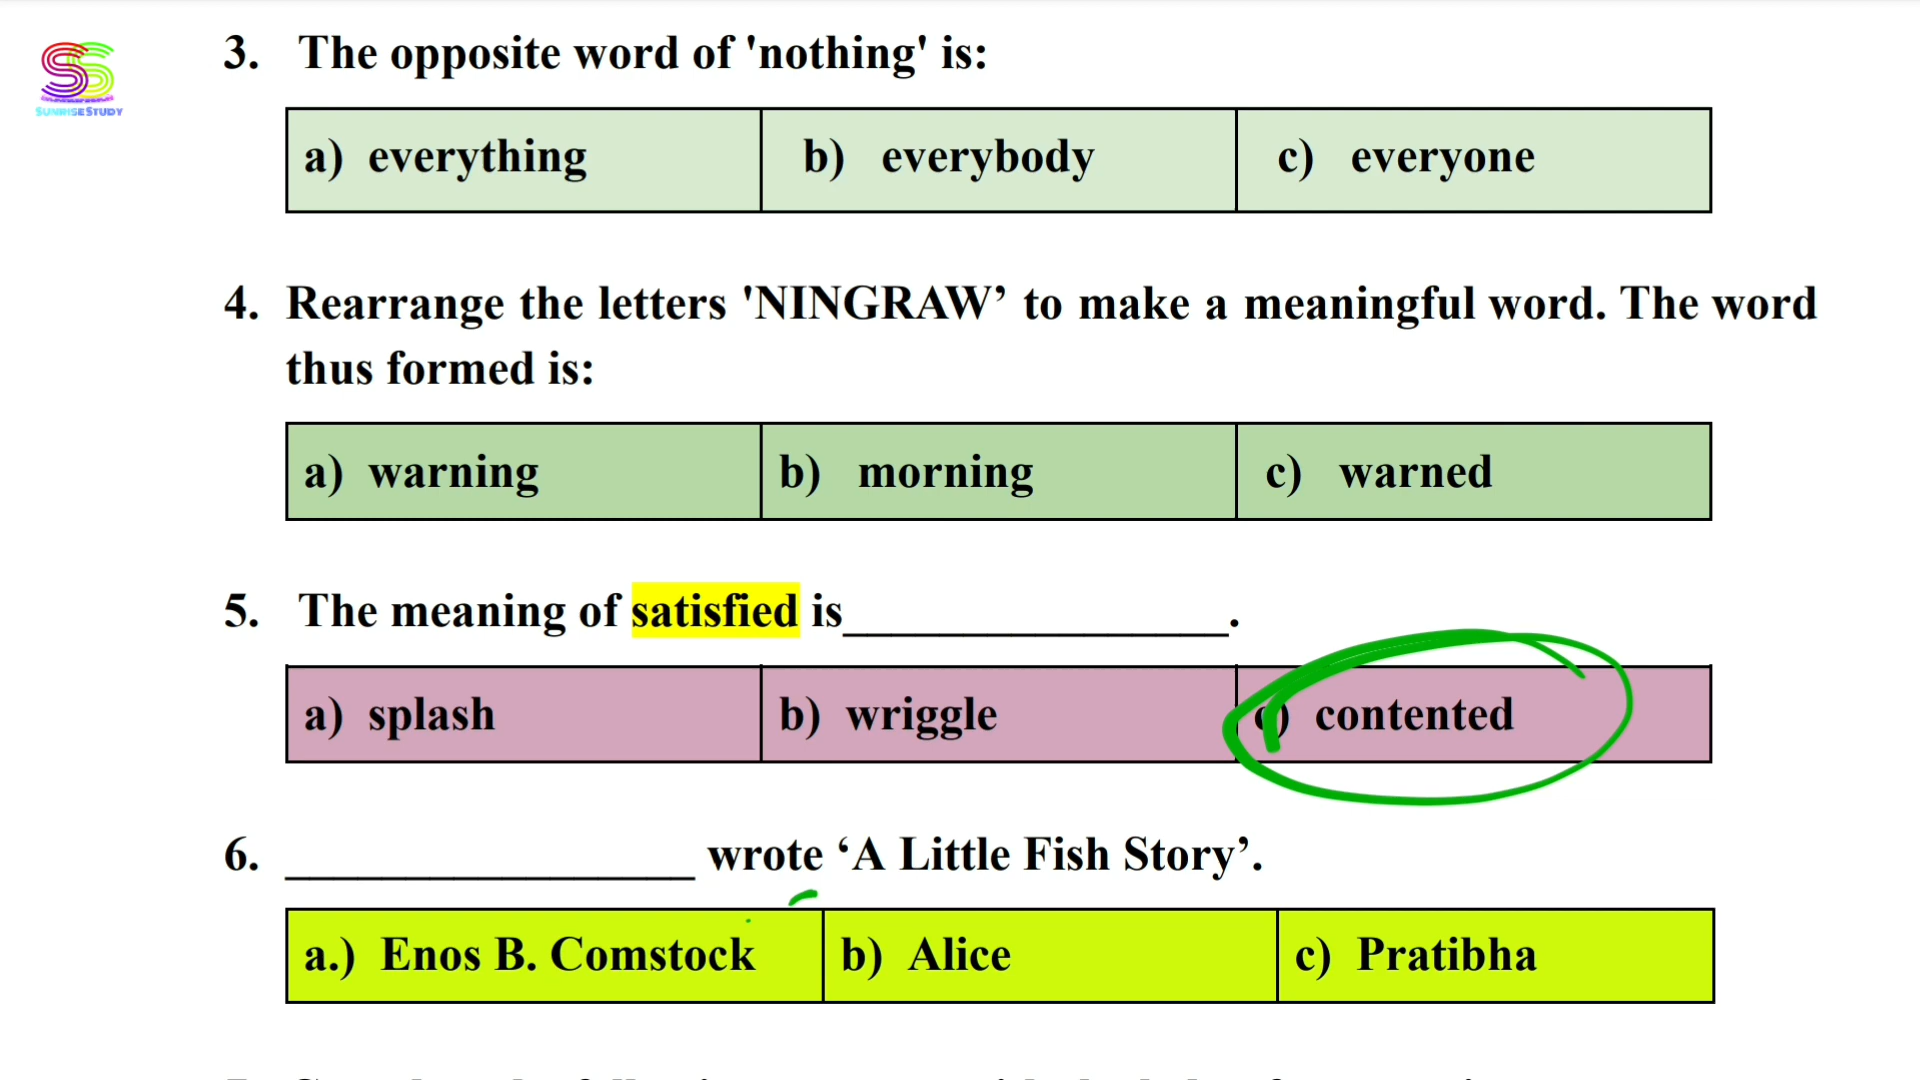 SUNRISE STUDY
3. The opposite word of 'nothing' is:
a) everything b) everybody c) everyone
4. Rearrange the letters 'NINGRAW’ to make a meaningful word. The word
thus formed is:
a) warning b) morning c) warned
5. The meaning of satisfied is________________.
a) splash b) wriggle c) contented
6. _________________ wrote ‘A Little Fish Story’.
a.) Enos B. Comstock b) Alice c) Pratibha